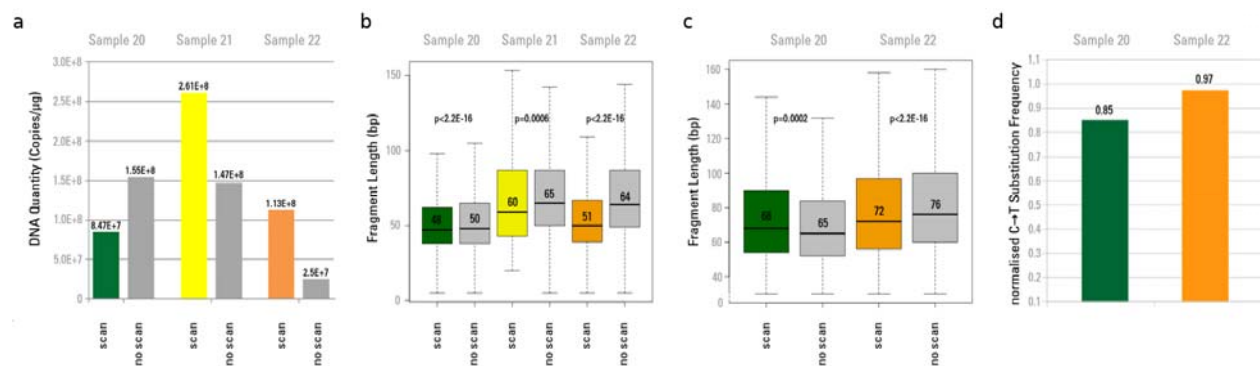 a
Sample 20 Sample 21 Sample 22
DNA Quantity (Copies/µg)
3.0E+8
2.5E+8
2.0E+8
1.5E+8
1.0E+8
5.0E+7
0
8.47E+7
1.55E+8
2.61E+8
1.47E+8
1.13E+8
2.5E+7
scan no scan scan no scan scan no scan
b
Sample 20 Sample 21 Sample 22
Fragment Length (bp)
150
100
50
0
p<2.2E-16 p=0.0006 p<2.2E-16
48 50 60 65 51 64
scan no scan scan no scan scan no scan
c
Sample 20 Sample 22
Fragment Length (bp)
160
140
120
100
80
60
40
20
0
p=0.0002 p<2.2E-16
68 65 72 76
scan no scan scan no scan
d
Sample 20 Sample 22
normalised C→T Substitution Frequency
1.1
1.0
0.9
0.8
0.7
0.6
0.5
0.4
0.3
0.2
0.1
0.85
0.97